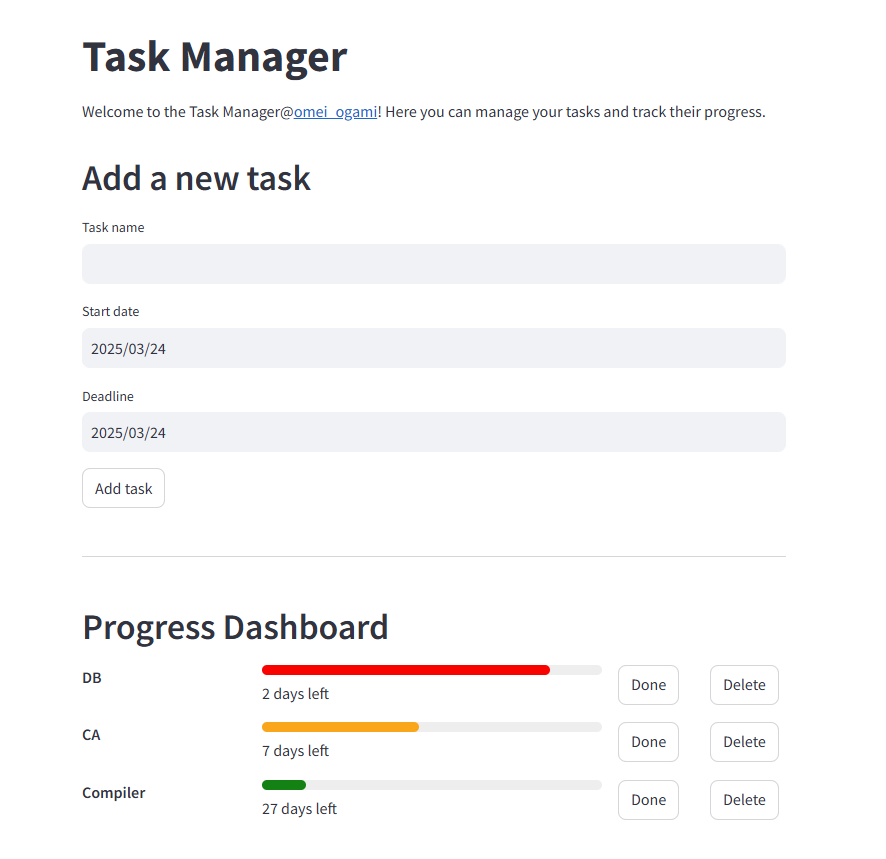 Task Manager
Welcome to the Task Manager@omei_ogami! Here you can manage your tasks and track their progress.
Add a new task
Task name
Start date
2025/03/24
Deadline
2025/03/24
Add task
Progress Dashboard
DB
2 days left
Done
Delete
CA
7 days left
Done
Delete
Compiler
27 days left
Done
Delete